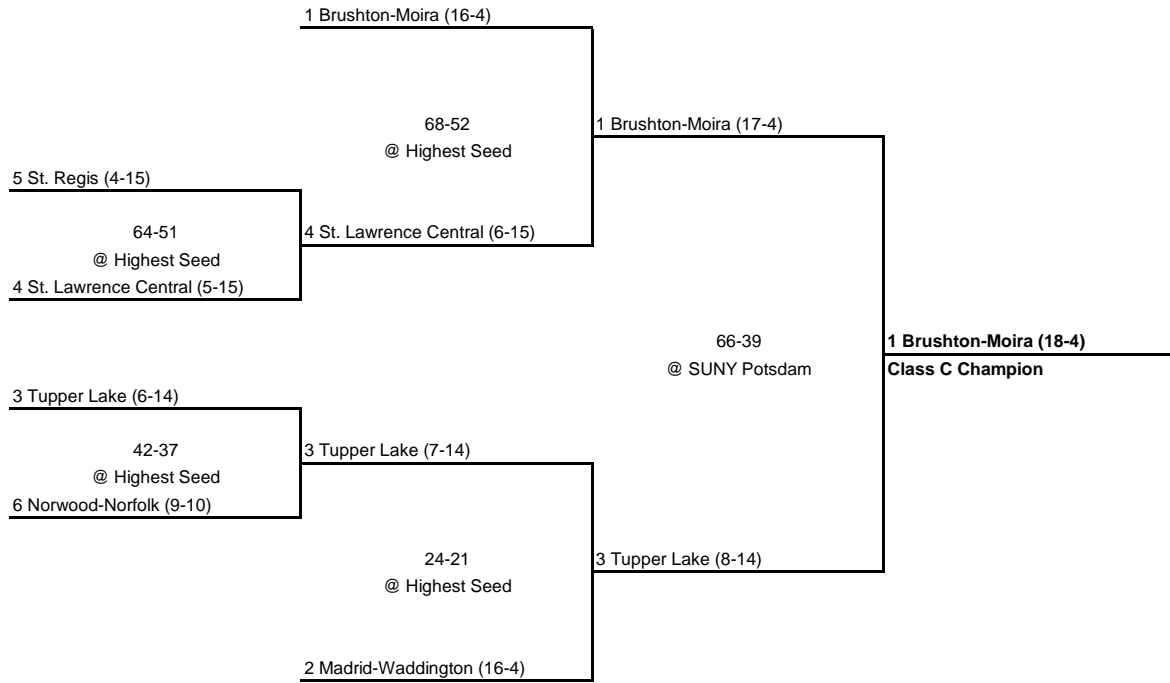 1 Brushton-Moira (16-4)
68-52
@ Highest Seed
1 Brushton-Moira (17-4)
5 St. Regis (4-15)
64-51
@ Highest Seed
4 St. Lawrence Central (6-15)
4 St. Lawrence Central (5-15)
66-39
@ SUNY Potsdam
1 Brushton-Moira (18-4)
Class C Champion
3 Tupper Lake (6-14)
42-37
@ Highest Seed
3 Tupper Lake (7-14)
6 Norwood-Norfolk (9-10)
24-21
@ Highest Seed
3 Tupper Lake (8-14)
2 Madrid-Waddington (16-4)